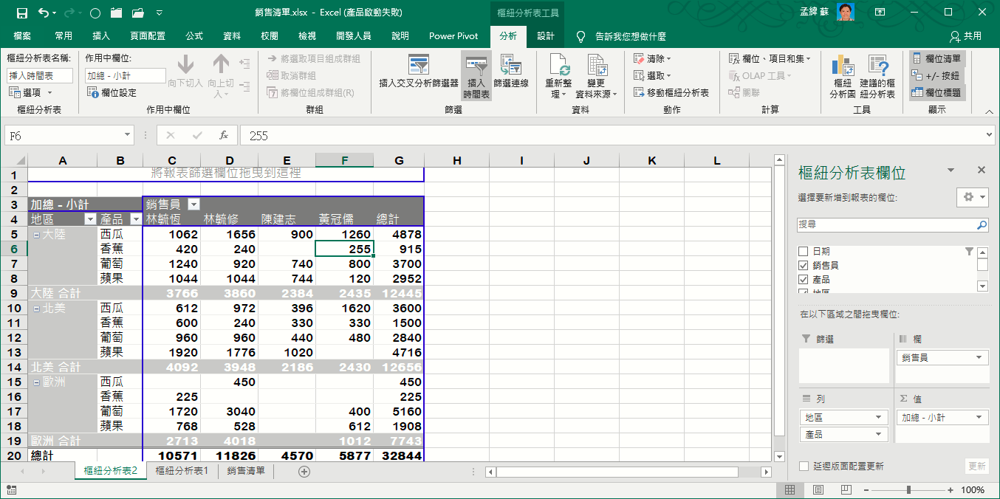 銷售清單.xlsx - Excel (產品啟動失敗)
樞紐分析表工具
孟緯 蘇
檔案 常用 插入 頁面配置 公式 資料 校閱 檢視 開發人員 說明 Power Pivot 分析 設計 告訴我您想做什麼 共用
樞紐分析表名稱:
插入時間表
選項
樞紐分析表
作用中欄位:
加總 - 小計
欄位設定
向下切入
向上切入
作用中欄位
將選取項目組成群組
取消群組
將欄位組成群組(R)
群組
插入交叉分析篩選器
插入時間表
篩選連線
篩選
重新整理
變更資料來源
資料
清除
選取
移動樞紐分析表
動作
欄位、項目和集
OLAP 工具
關聯
計算
樞紐分析圖
建議的樞紐分析表
工具
欄位清單
+/- 按鈕
欄位標題
顯示
F6 fx 255
A B C D E F G H I J K L
1 將報表篩選欄位拖曳到這裡
2
3 加總 - 小計 銷售員
4 地區 產品 林毓恆 林毓修 陳建志 黃冠儒 總計
5 大陸 西瓜 1062 1656 900 1260 4878
6 香蕉 420 240 255 915
7 葡萄 1240 920 740 800 3700
8 蘋果 1044 1044 744 120 2952
9 大陸 合計 3766 3860 2384 2435 12445
10 北美 西瓜 612 972 396 1620 3600
11 香蕉 600 240 330 330 1500
12 葡萄 960 960 440 480 2840
13 蘋果 1920 1776 1020 4716
14 北美 合計 4092 3948 2186 2430 12656
15 歐洲 西瓜 450 450
16 香蕉 225 225
17 葡萄 1720 3040 400 5160
18 蘋果 768 528 612 1908
19 歐洲 合計 2713 4018 1012 7743
20 總計 10571 11826 4570 5877 32844
樞紐分析表2 樞紐分析表1 銷售清單
樞紐分析表欄位
選擇要新增到報表的欄位:
搜尋
日期
銷售員
產品
地區
在以下區域之間拖曳欄位:
篩選
欄
銷售員
列
地區
產品
Σ 值
加總 - 小計
延遲版面配置更新 更新
100%